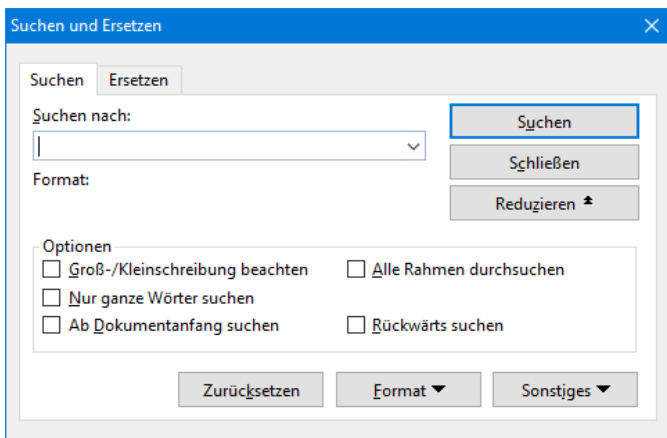 Suchen und Ersetzen
Suchen Ersetzen
Suchen nach:
Suchen
Schließen
Format:
Reduzieren
Optionen
Groß-/Kleinschreibung beachten Alle Rahmen durchsuchen
Nur ganze Wörter suchen
Ab Dokumentanfang suchen Rückwärts suchen
Zurücksetzen Format Sonstiges